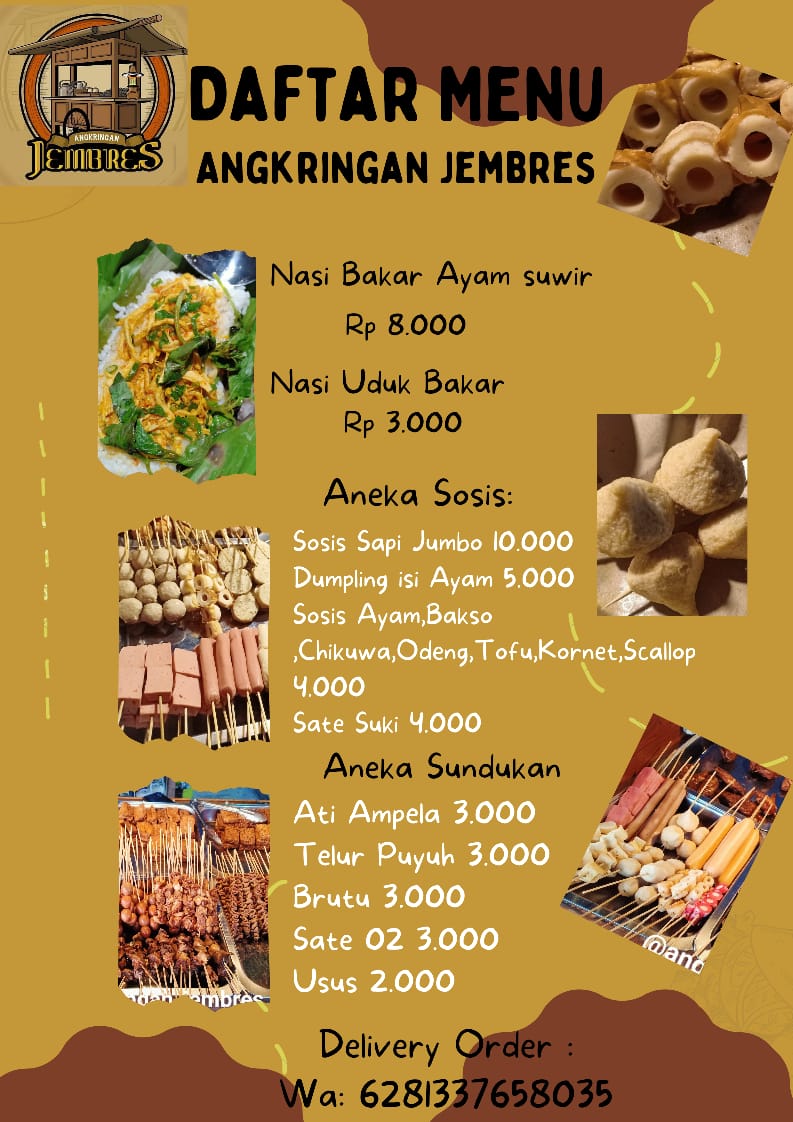 ANGKRINGAN
JEMBRES
DAFTAR MENU
ANGKRINGAN JEMBRES
Nasi Bakar Ayam suwir
Rp 8.000
Nasi Uduk Bakar
Rp 3.000
Aneka Sosis:
Sosis Sapi Jumbo 10.000
Dumpling isi Ayam 5.000
Sosis Ayam,Bakso
,Chikuwa,Odeng,Tofu,Kornet,Scallop
4.000
Sate Suki 4.000
Aneka Sundukan
Ati Ampela 3.000
Telur Puyuh 3.000
Brutu 3.000
Sate 02 3.000
Usus 2.000
@ang
Delivery Order :
Wa: 6281337658035